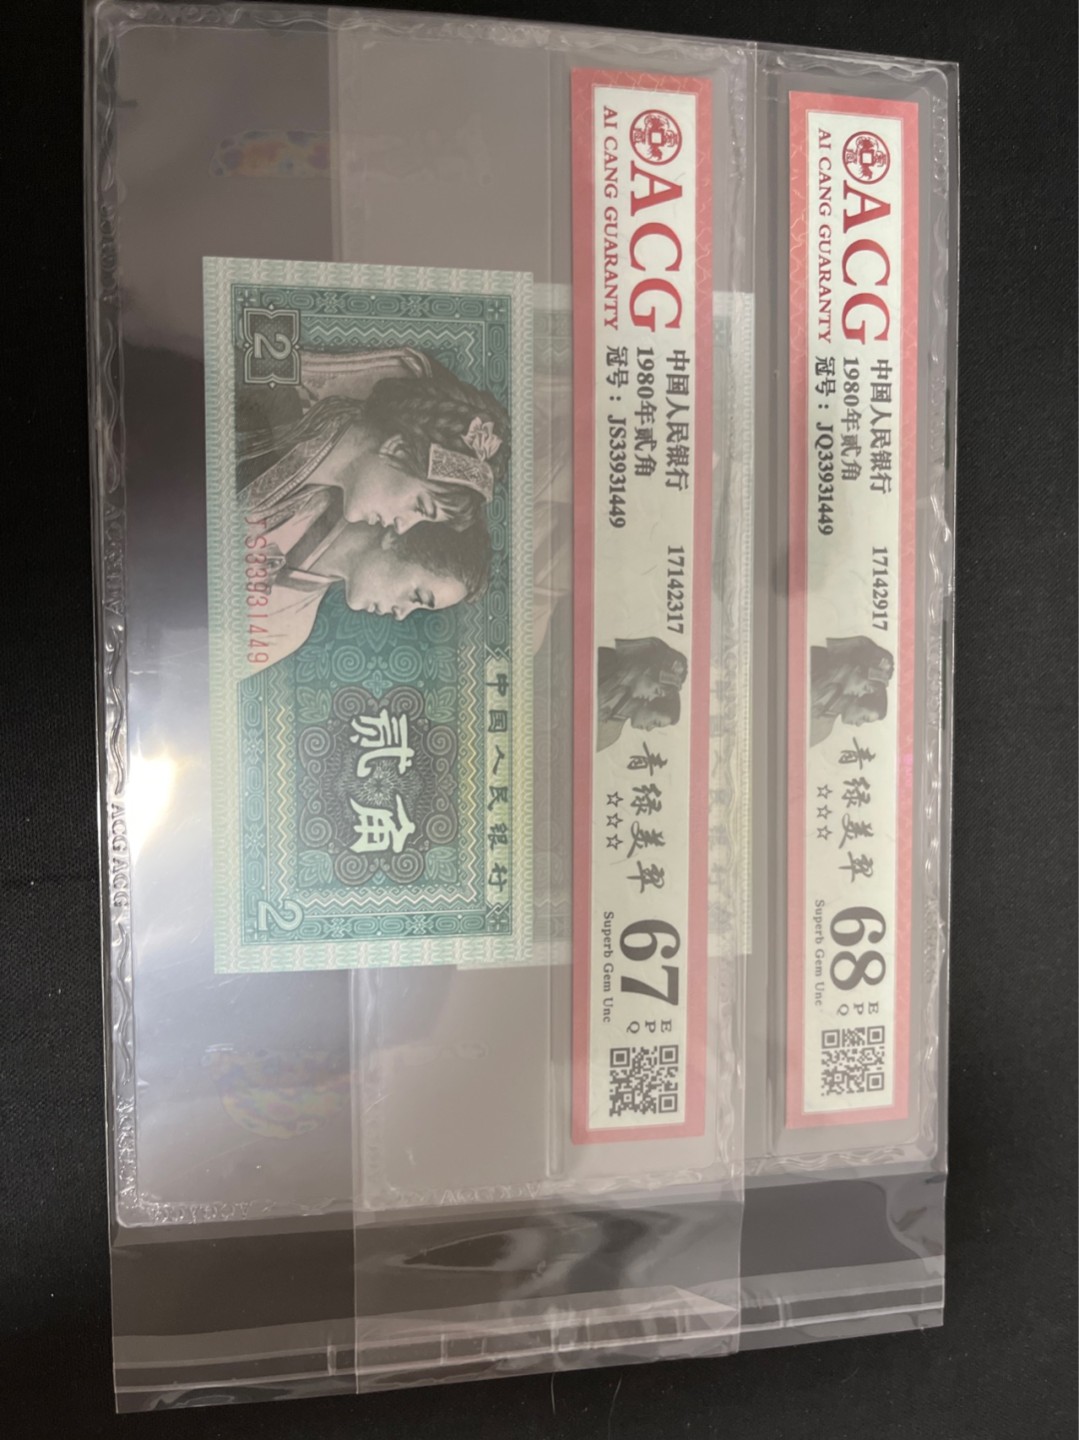 ACG
AI CANG GUARANTY
中国人民银行
1980年贰角
冠号：JQ33931449
17142917
青绿美翠
☆☆☆
68
EPQ
Superb Gem Unc
ACG
AI CANG GUARANTY
中国人民银行
1980年贰角
冠号：JS33931449
17142317
青绿美翠
☆☆☆
67
EPQ
Superb Gem Unc
中国人民银行
贰角
2
2
JS33931449
ACGACG